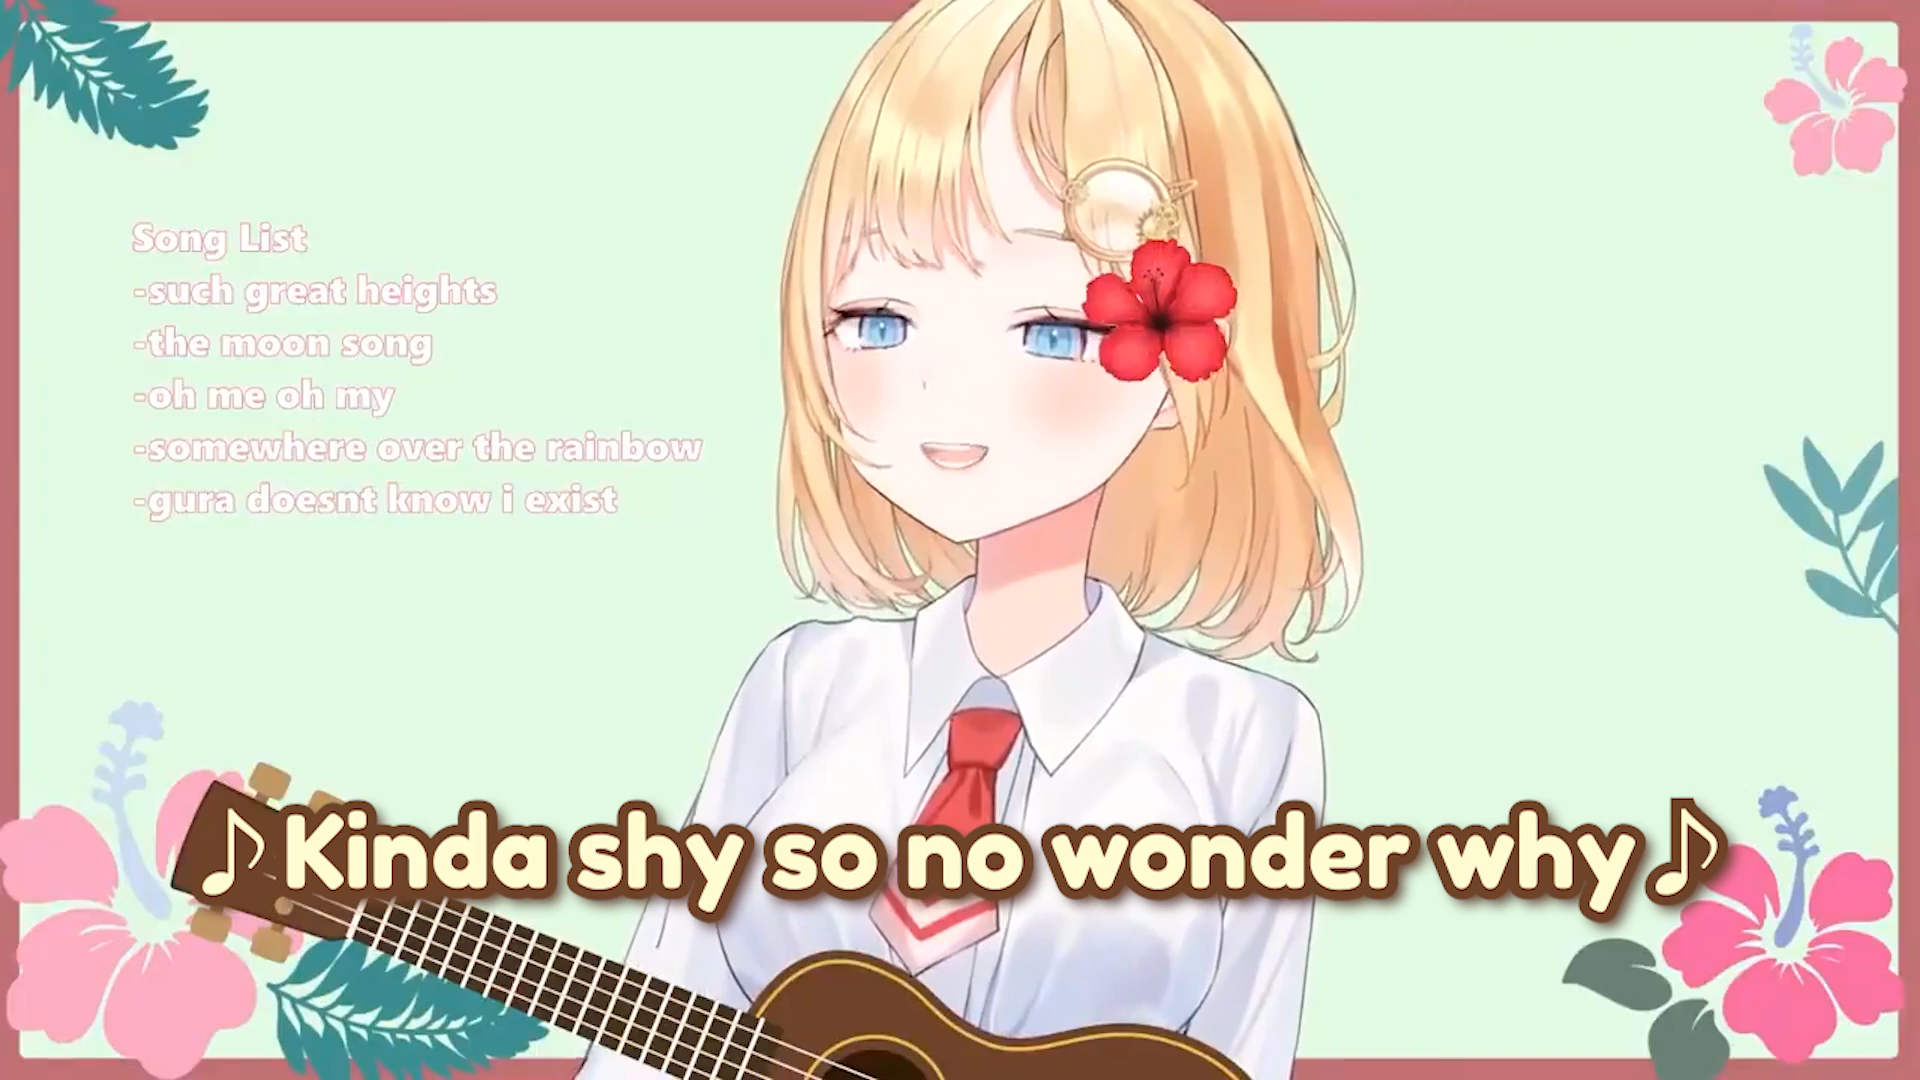 Song List
-such great heights
-the moon song
-oh me oh my
-somewhere over the rainbow
-gura doesnt know i exist
♪Kinda shy so no wonder why♪